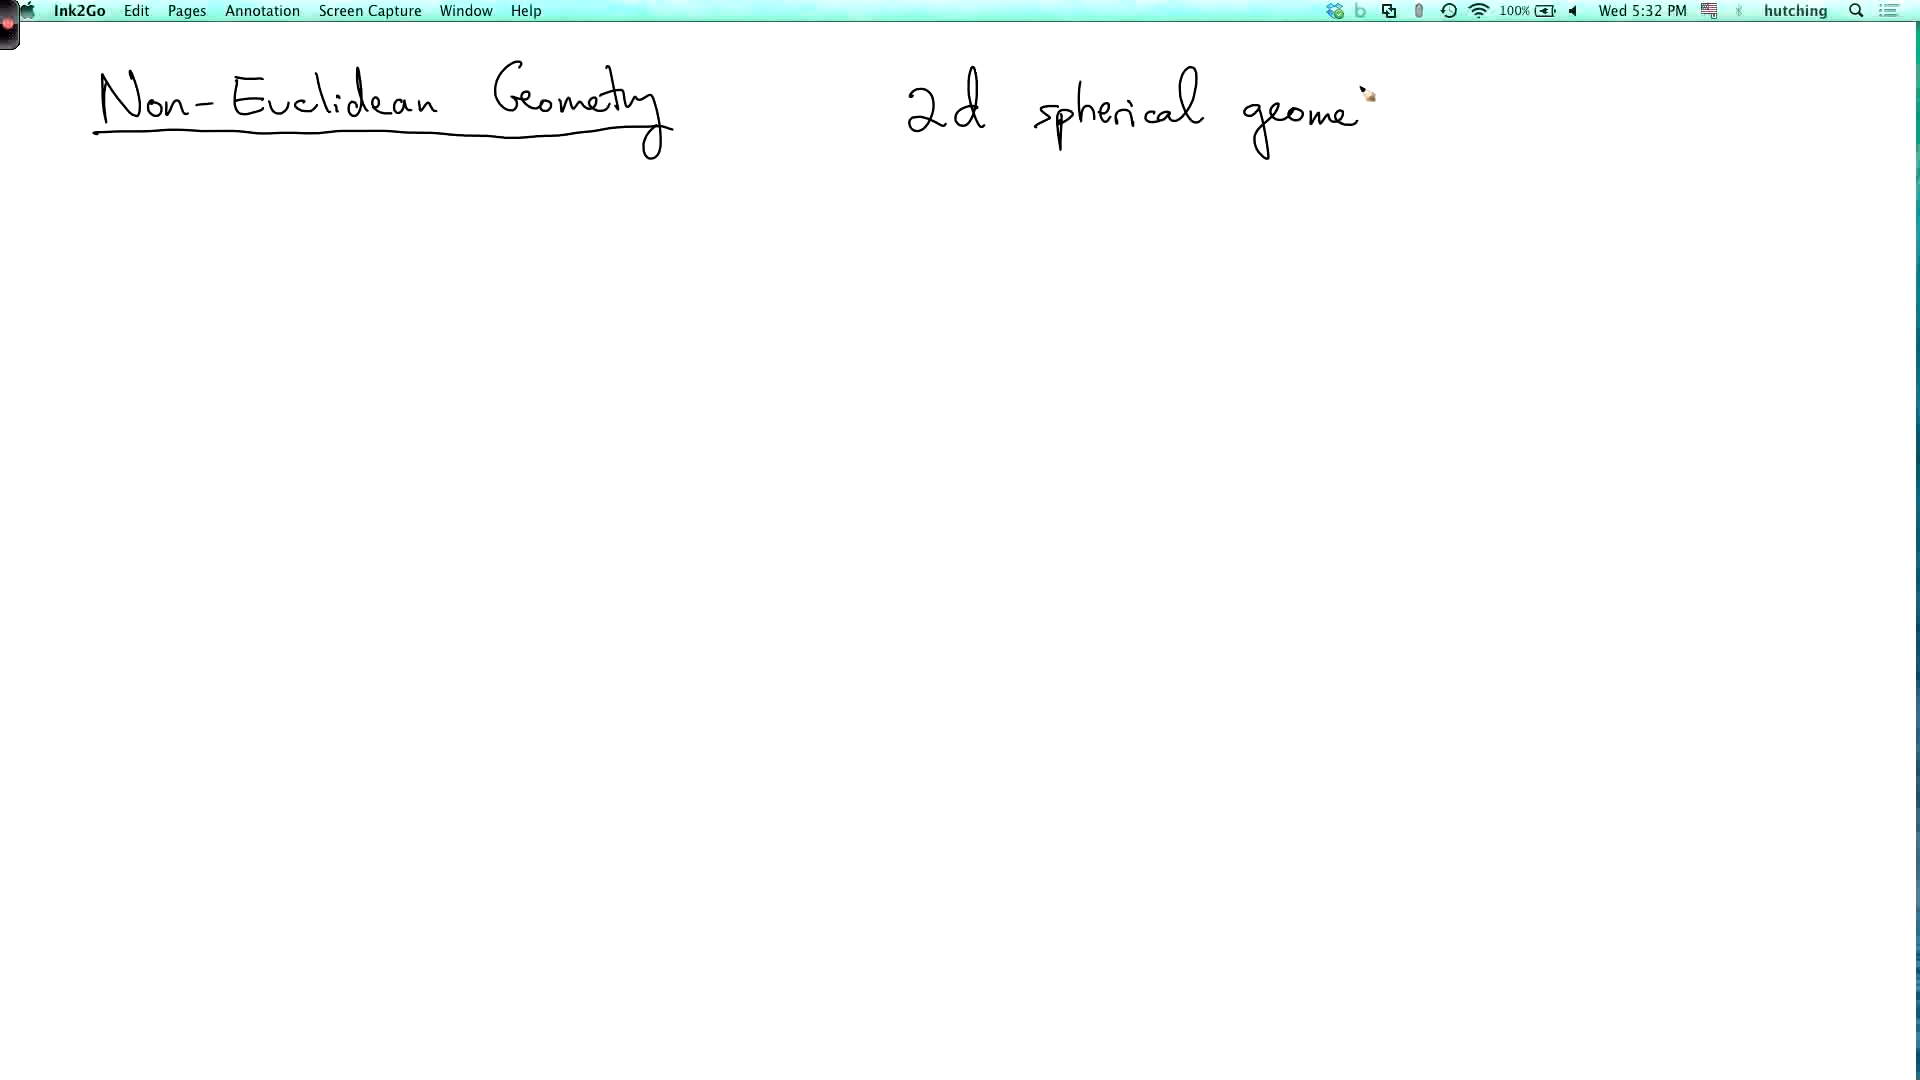 Ink2Go Edit Pages Annotation Screen Capture Window Help 100% Wed 5:32 PM hutching
Non-Euclidean Geometry 2d spherical geome